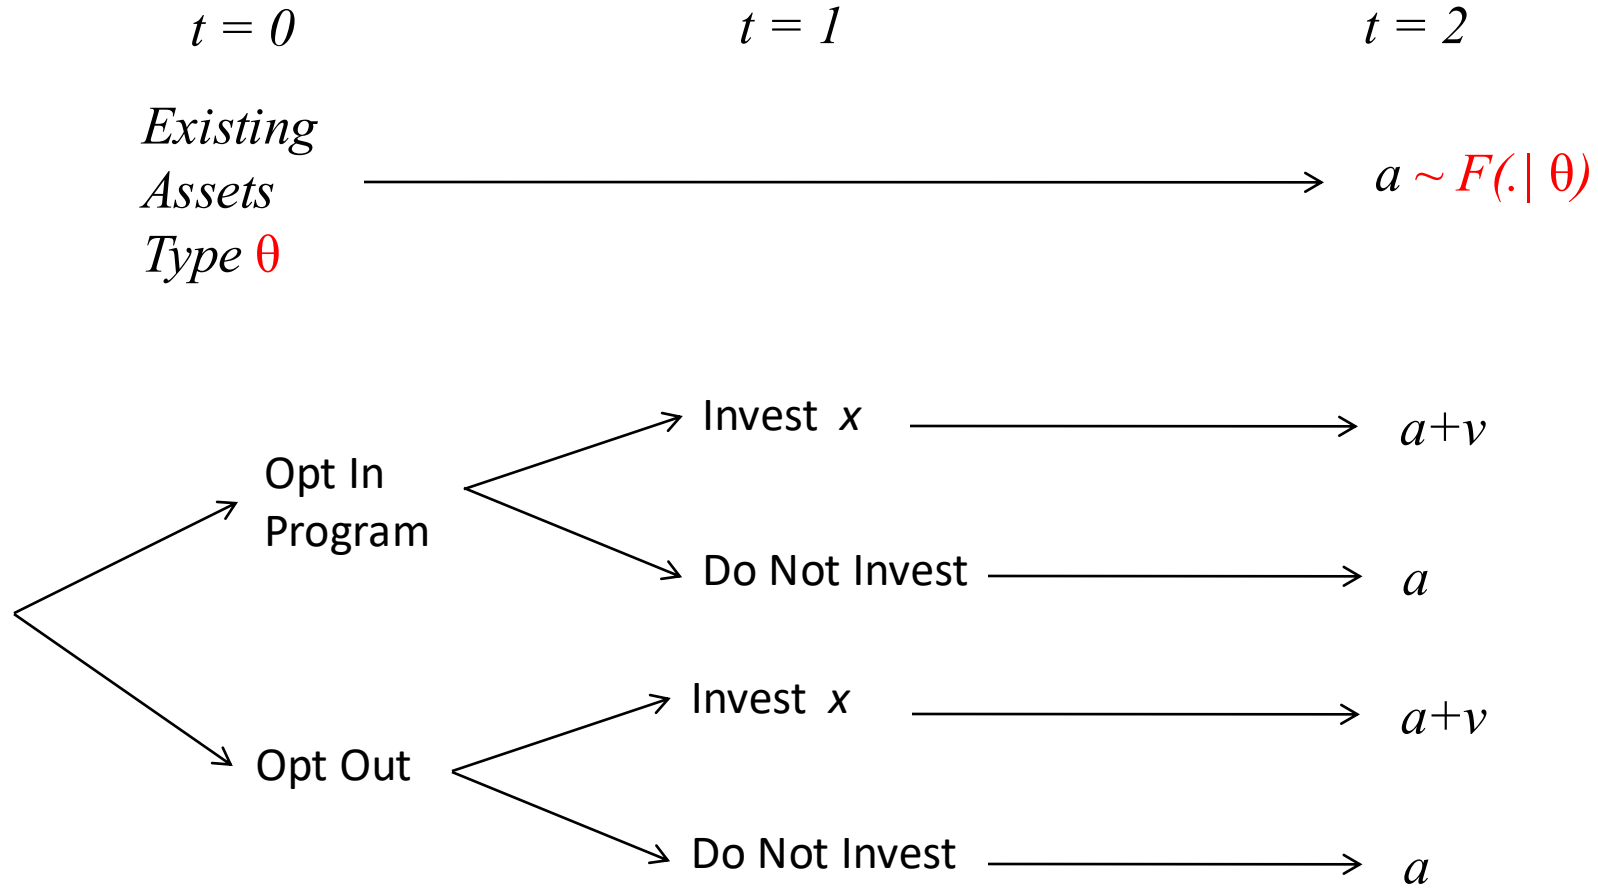 t = 0 t = 1 t = 2
Existing
Assets
Type θ
a ~ F(.| θ)
Opt In
Program
Invest x
a+v
Do Not Invest
a
Opt Out
Invest x
a+v
Do Not Invest
a